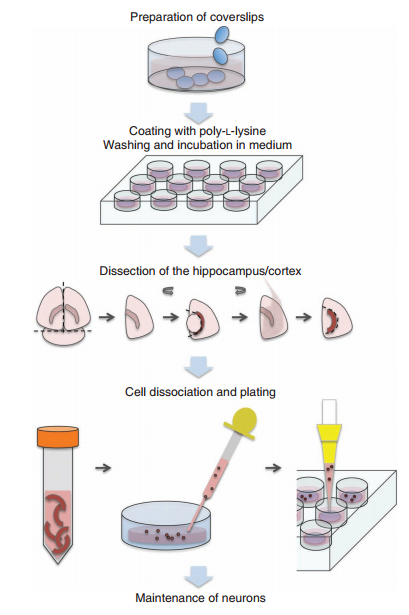 Preparation of coverslips
Coating with poly-L-lysine
Washing and incubation in medium
Dissection of the hippocampus/cortex
Cell dissociation and plating
Maintenance of neurons